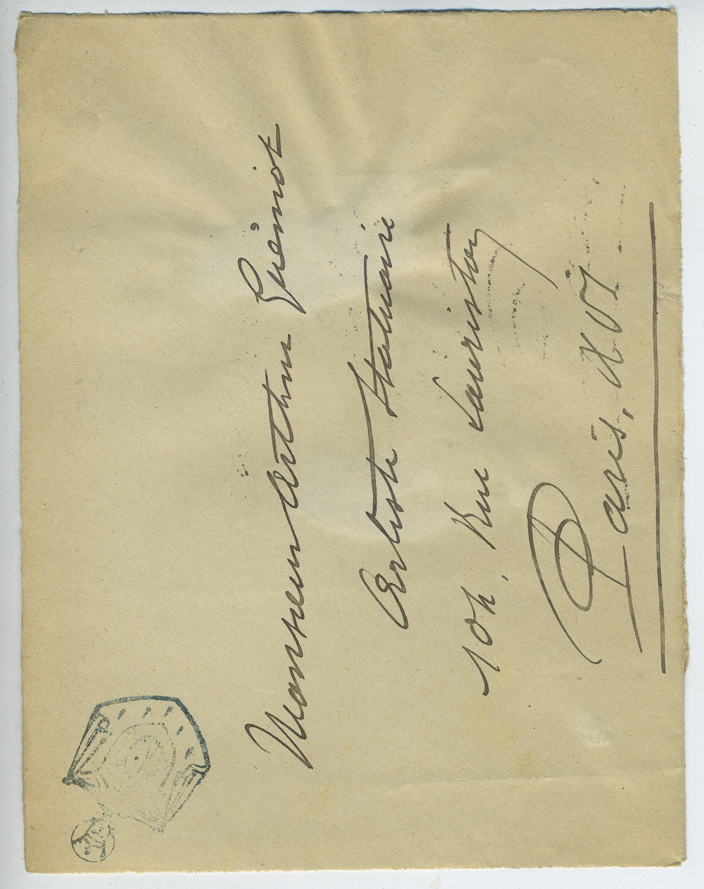 Monsieur Arthur Guéniot
Artiste Statuaire
104, Rue Lauriston
Paris, XVI